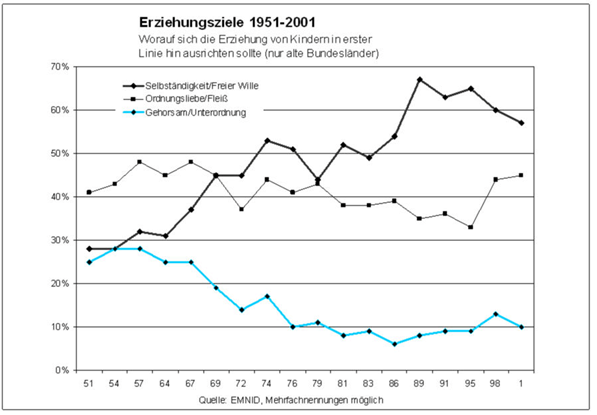 Erziehungsziele 1951-2001
Worauf sich die Erziehung von Kindern in erster
Linie hin ausrichten sollte (nur alte Bundesländer)
70%
60%
50%
40%
30%
20%
10%
0%
Selbständigkeit/Freier Wille
Ordnungsliebe/Fleiß
Gehorsam/Unterordnung
51 54 57 64 67 69 72 74 76 79 81 83 86 89 91 95 98 1
Quelle: EMNID, Mehrfachnennungen möglich